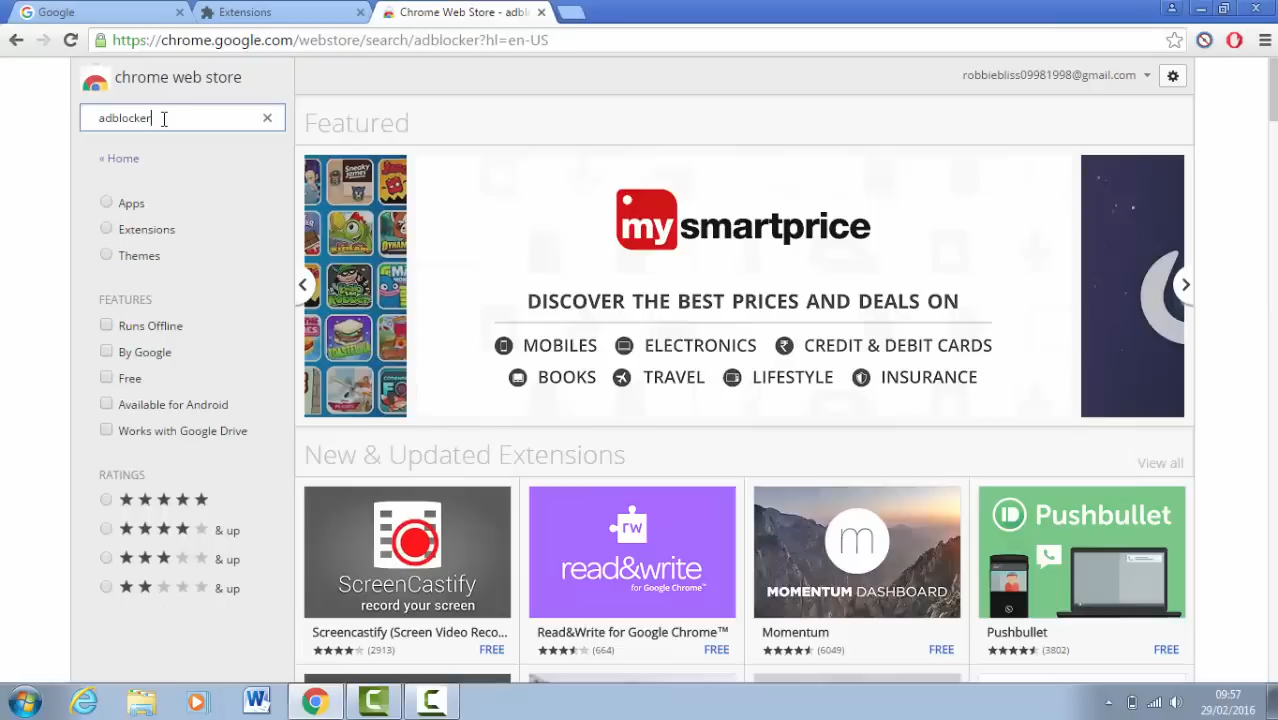 Google
Extensions
Chrome Web Store - adbl
https://chrome.google.com/webstore/search/adblocker?hl=en-US
chrome web store
robbiebliss09981998@gmail.com
adblocker
« Home
Apps
Extensions
Themes
FEATURES
Runs Offline
By Google
Free
Available for Android
Works with Google Drive
RATINGS
& up
& up
& up
Featured
my smartprice
DISCOVER THE BEST PRICES AND DEALS ON
MOBILES ELECTRONICS CREDIT & DEBIT CARDS
BOOKS TRAVEL LIFESTYLE INSURANCE
New & Updated Extensions
View all
ScreenCastify
record your screen
Screencastify (Screen Video Reco...
(2913) FREE
rw
read&write
for Google Chrome™
Read&Write for Google Chrome™
(664) FREE
m
MOMENTUM DASHBOARD
Momentum
(6049) FREE
Pushbullet
Pushbullet
(3802) FREE
09:57
29/02/2016